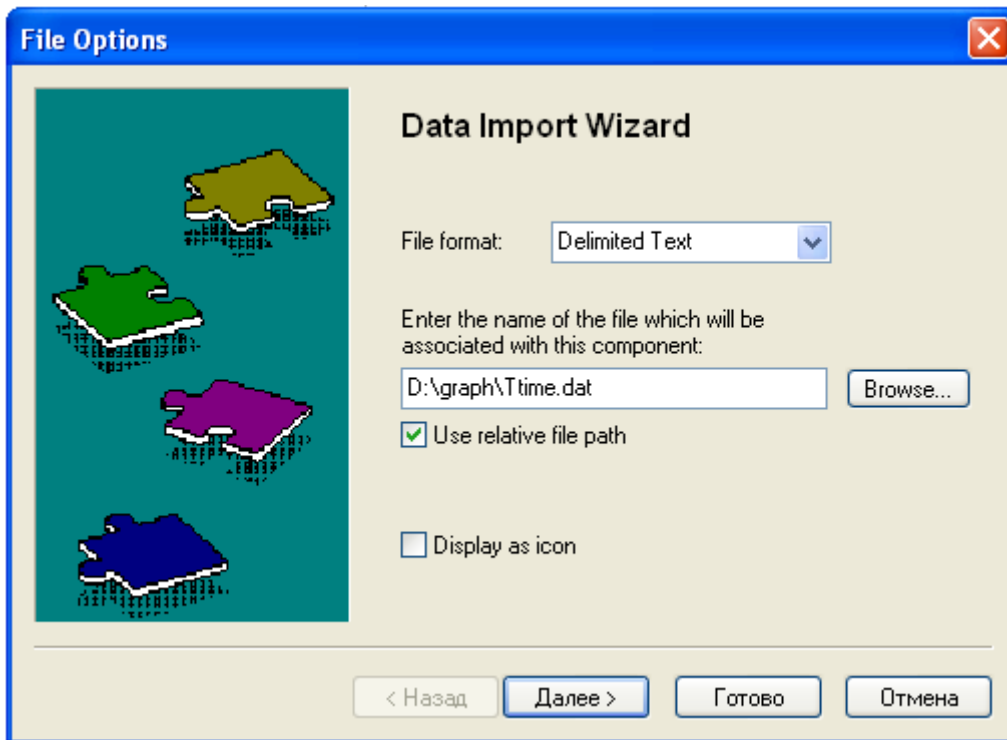 File Options
Data Import Wizard
File format: Delimited Text
Enter the name of the file which will be
associated with this component:
D:\graph\Ttime.dat Browse...
Use relative file path
Display as icon
< Назад Далее > Готово Отмена